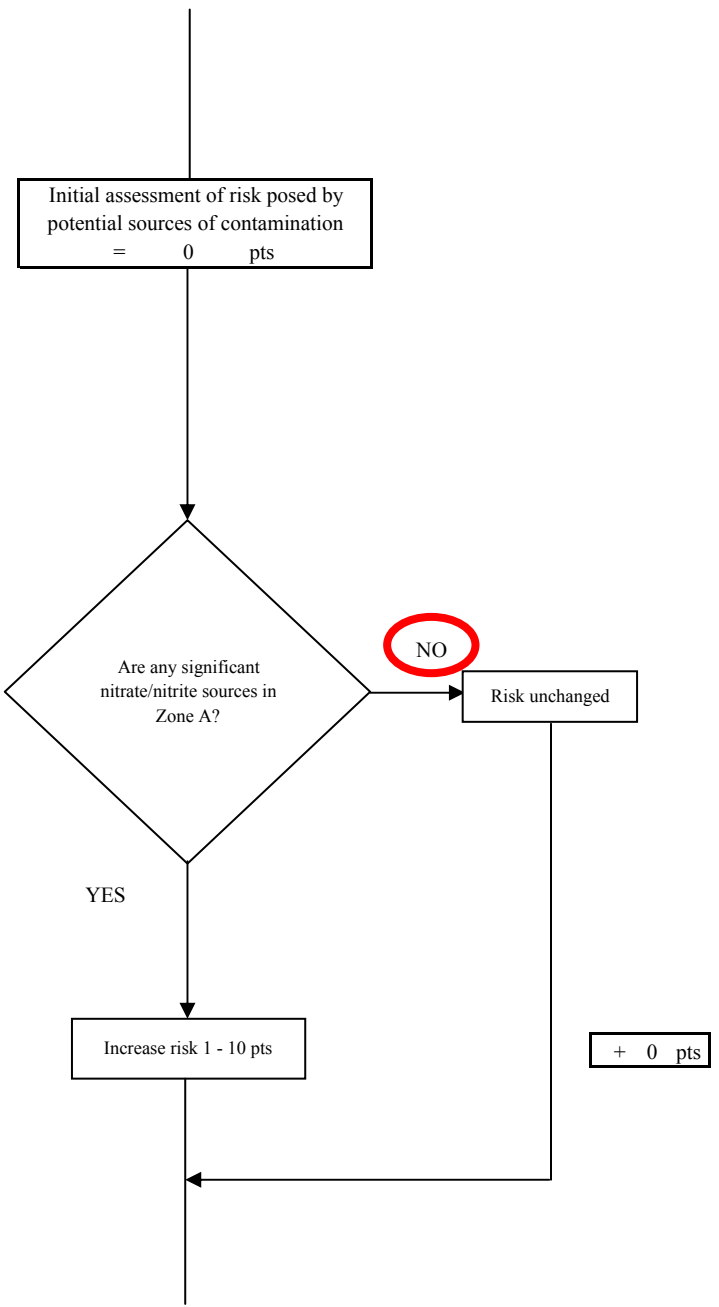 Initial assessment of risk posed by
potential sources of contamination
= 0 pts
Are any significant
nitrate/nitrite sources in
Zone A?
NO
Risk unchanged
YES
Increase risk 1 - 10 pts
+ 0 pts